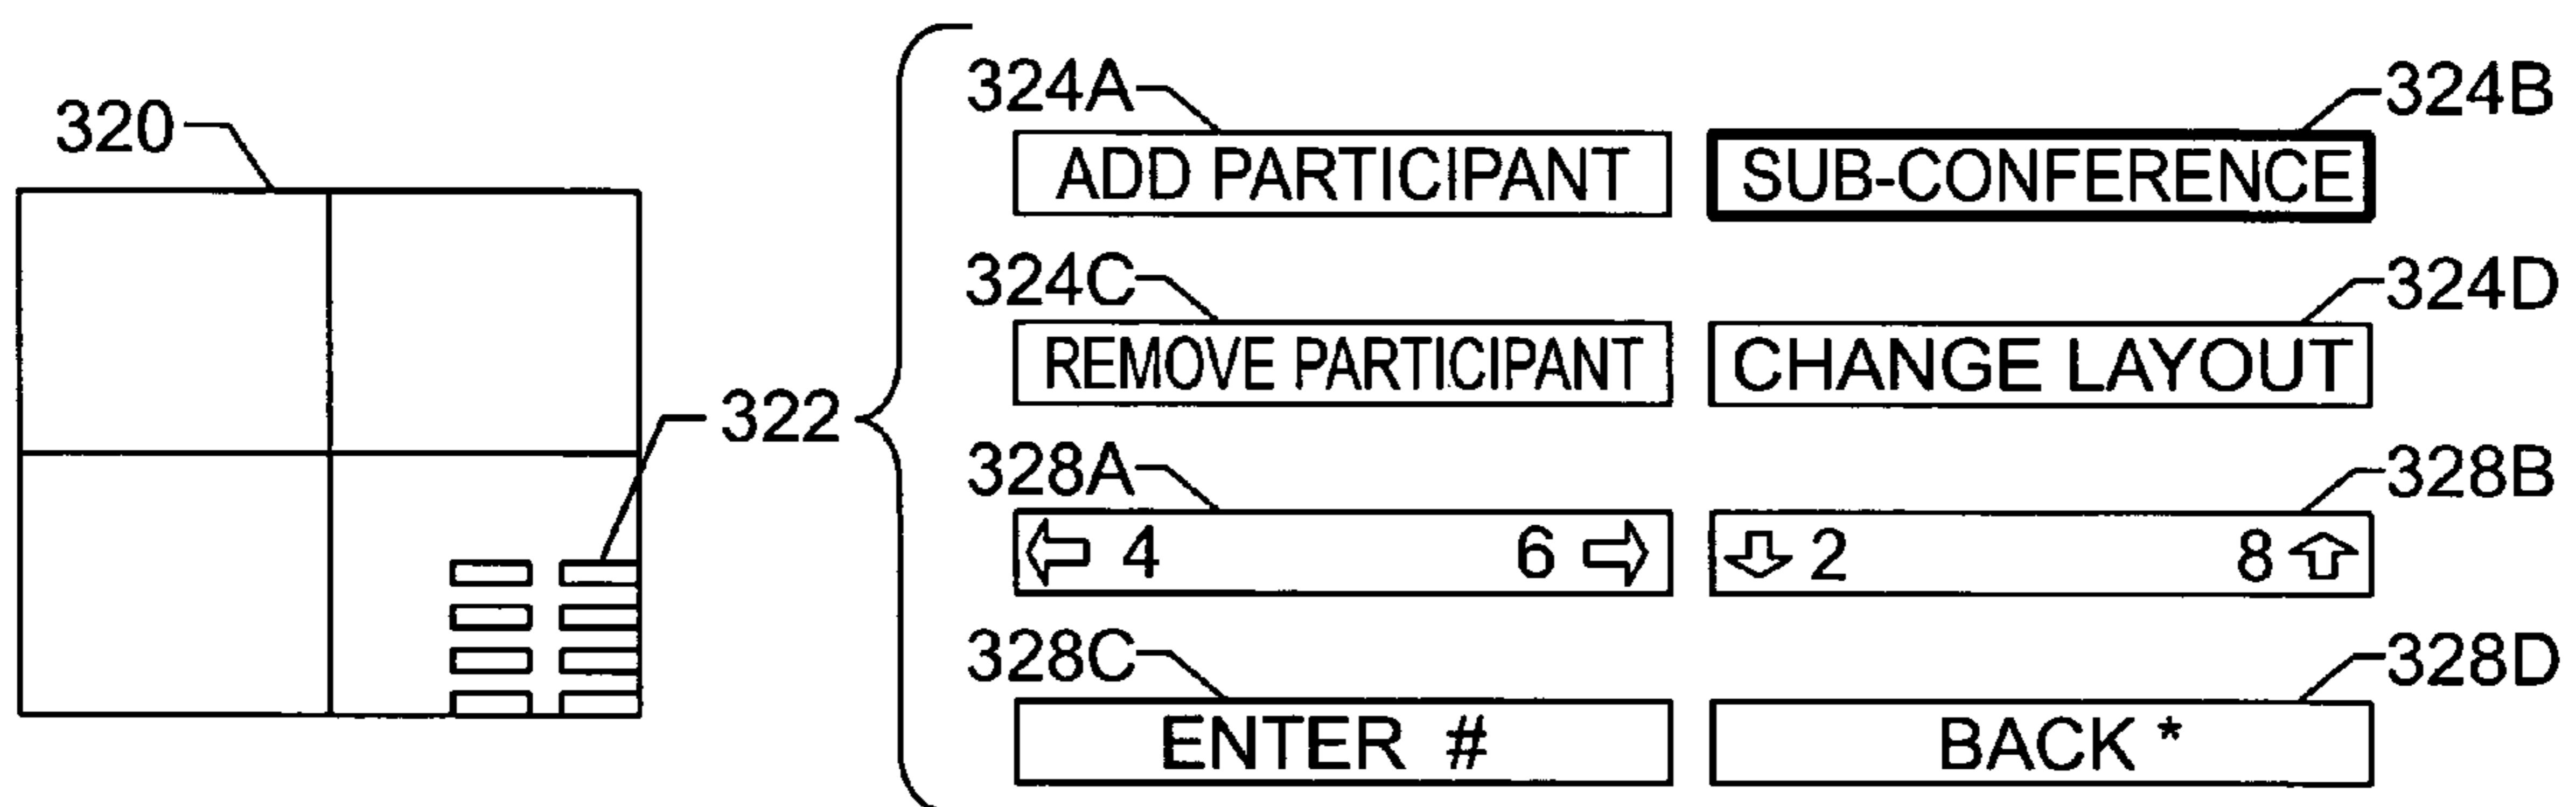 320
322
324A
324B
ADD PARTICIPANT
SUB-CONFERENCE
324C
324D
REMOVE PARTICIPANT
CHANGE LAYOUT
328A
328B
4 6
2 8
328C
328D
ENTER #
BACK *